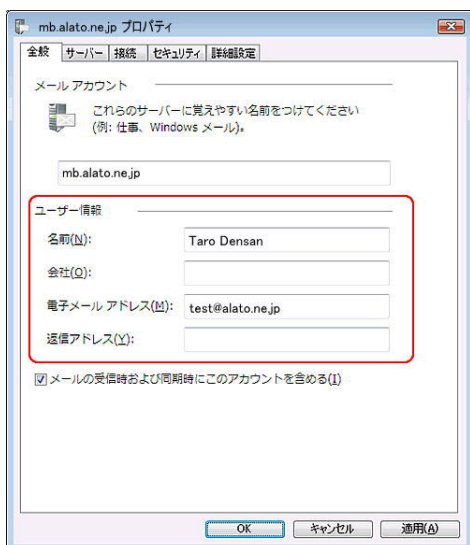 mb.alato.ne.jp プロパティ
全般 サーバー 接続 セキュリティ 詳細設定
メール アカウント
これらのサーバーに覚えやすい名前をつけてください
(例: 仕事、Windows メール)。
mb.alato.ne.jp
ユーザー情報
名前(N): Taro Densan
会社(O):
電子メール アドレス(M): test@alato.ne.jp
返信アドレス(Y):
メールの受信時および同期時にこのアカウントを含める(I)
OK キャンセル 適用(A)